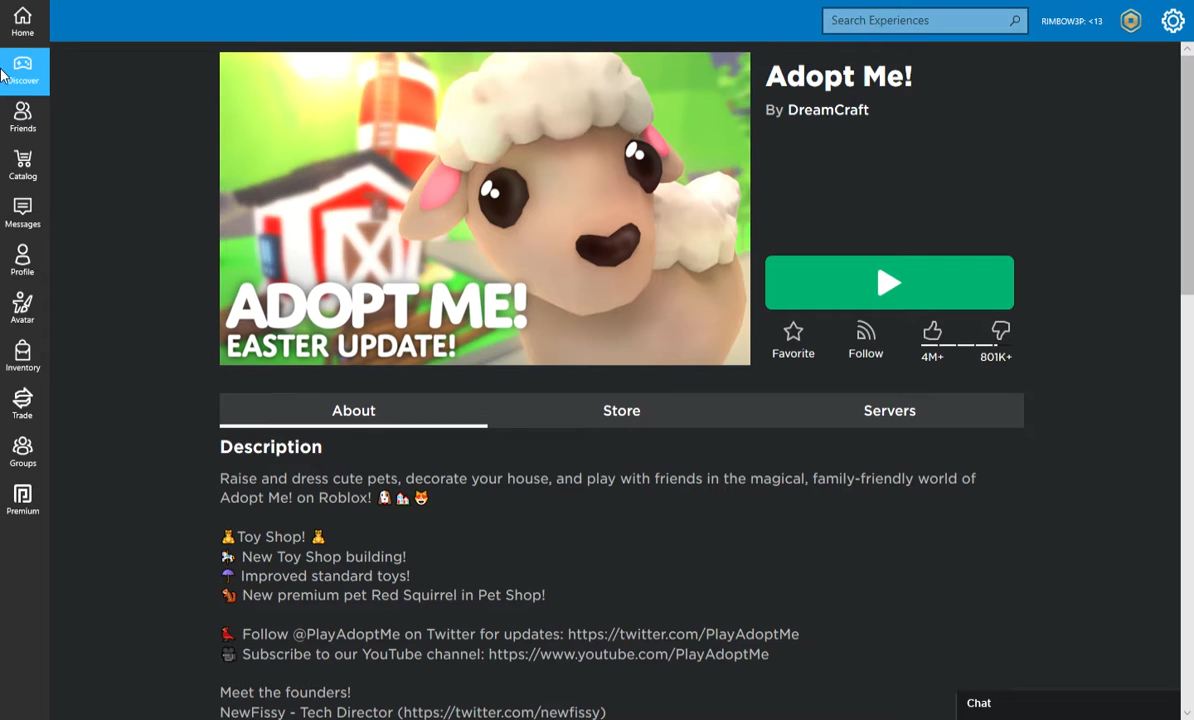 Home
Search Experiences
RIMBOW3P: <13
Discover
Friends
Catalog
Messages
Profile
Avatar
Inventory
Trade
Groups
Premium
ADOPT ME!
EASTER UPDATE!
Adopt Me!
By DreamCraft
Favorite
Follow
4M+
801K+
About
Store
Servers
Description
Raise and dress cute pets, decorate your house, and play with friends in the magical, family-friendly world of
Adopt Me! on Roblox! 🐶 🏘️ 🦊
🧸Toy Shop! 🧸
🎠 New Toy Shop building!
☂️ Improved standard toys!
🐿️ New premium pet Red Squirrel in Pet Shop!
🐦 Follow @PlayAdoptMe on Twitter for updates: https://twitter.com/PlayAdoptMe
🎥 Subscribe to our YouTube channel: https://www.youtube.com/PlayAdoptMe
Meet the founders!
NewFissy - Tech Director (https://twitter.com/newfissy)
Chat